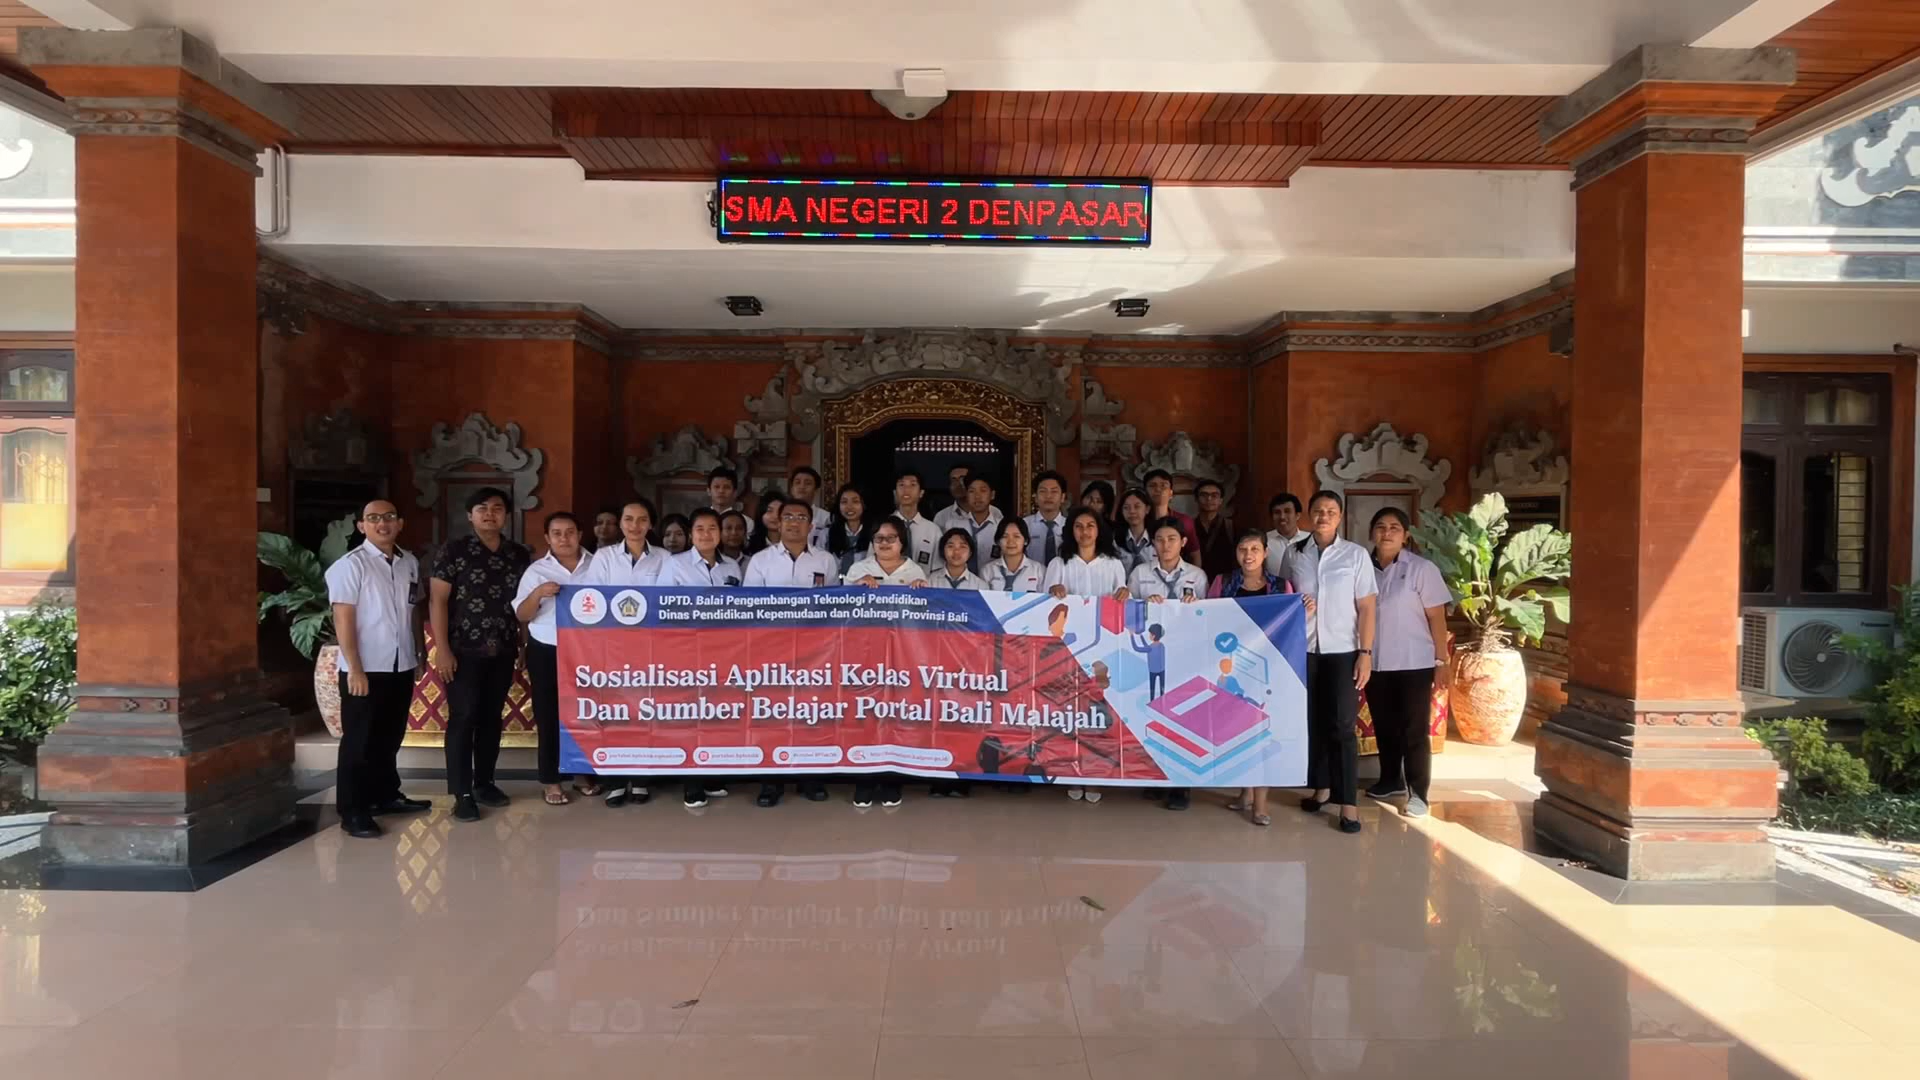 SMA NEGERI 2 DENPASAR
UPTD. Balai Pengembangan Teknologi Pendidikan
Dinas Pendidikan Kepemudaan dan Olahraga Provinsi Bali
Sosialisasi Aplikasi Kelas Virtual
Dan Sumber Belajar Portal Bali Malajah